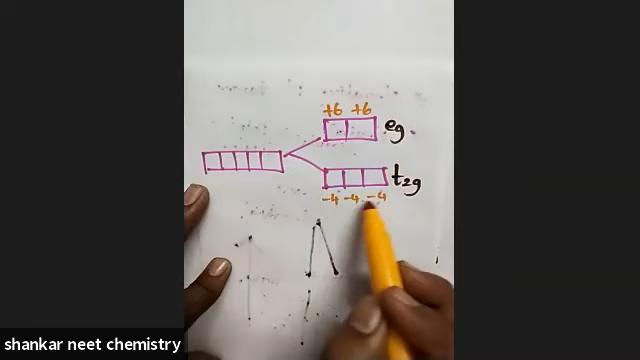 +6 +6
eg
t2g
-4 -4 -4
shankar neet chemistry